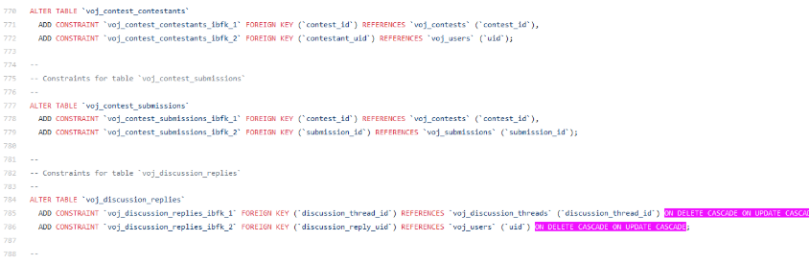 770 ALTER TABLE `voj_contest_contestants`
771 ADD CONSTRAINT `voj_contest_contestants_ibfk_1` FOREIGN KEY (`contest_id`) REFERENCES `voj_contests` (`contest_id`),
772 ADD CONSTRAINT `voj_contest_contestants_ibfk_2` FOREIGN KEY (`contestant_uid`) REFERENCES `voj_users` (`uid`);
773
774 --
775 -- Constraints for table `voj_contest_submissions`
776 --
777 ALTER TABLE `voj_contest_submissions`
778 ADD CONSTRAINT `voj_contest_submissions_ibfk_1` FOREIGN KEY (`contest_id`) REFERENCES `voj_contests` (`contest_id`),
779 ADD CONSTRAINT `voj_contest_submissions_ibfk_2` FOREIGN KEY (`submission_id`) REFERENCES `voj_submissions` (`submission_id`);
780
781 --
782 -- Constraints for table `voj_discussion_replies`
783 --
784 ALTER TABLE `voj_discussion_replies`
785 ADD CONSTRAINT `voj_discussion_replies_ibfk_1` FOREIGN KEY (`discussion_thread_id`) REFERENCES `voj_discussion_threads` (`discussion_thread_id`) ON DELETE CASCADE ON UPDATE CASCAD
786 ADD CONSTRAINT `voj_discussion_replies_ibfk_2` FOREIGN KEY (`discussion_reply_uid`) REFERENCES `voj_users` (`uid`) ON DELETE CASCADE ON UPDATE CASCADE;
787
788 --